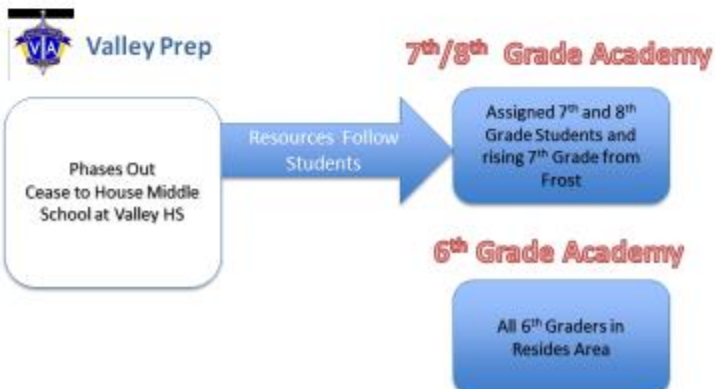 VTA
Valley Prep
7th/8th Grade Academy
Phases Out
Cease to House Middle
School at Valley HS
Resources Follow
Students
Assigned 7th and 8th
Grade Students and
rising 7th Grade from
Frost
6th Grade Academy
All 6th Graders in
Resides Area